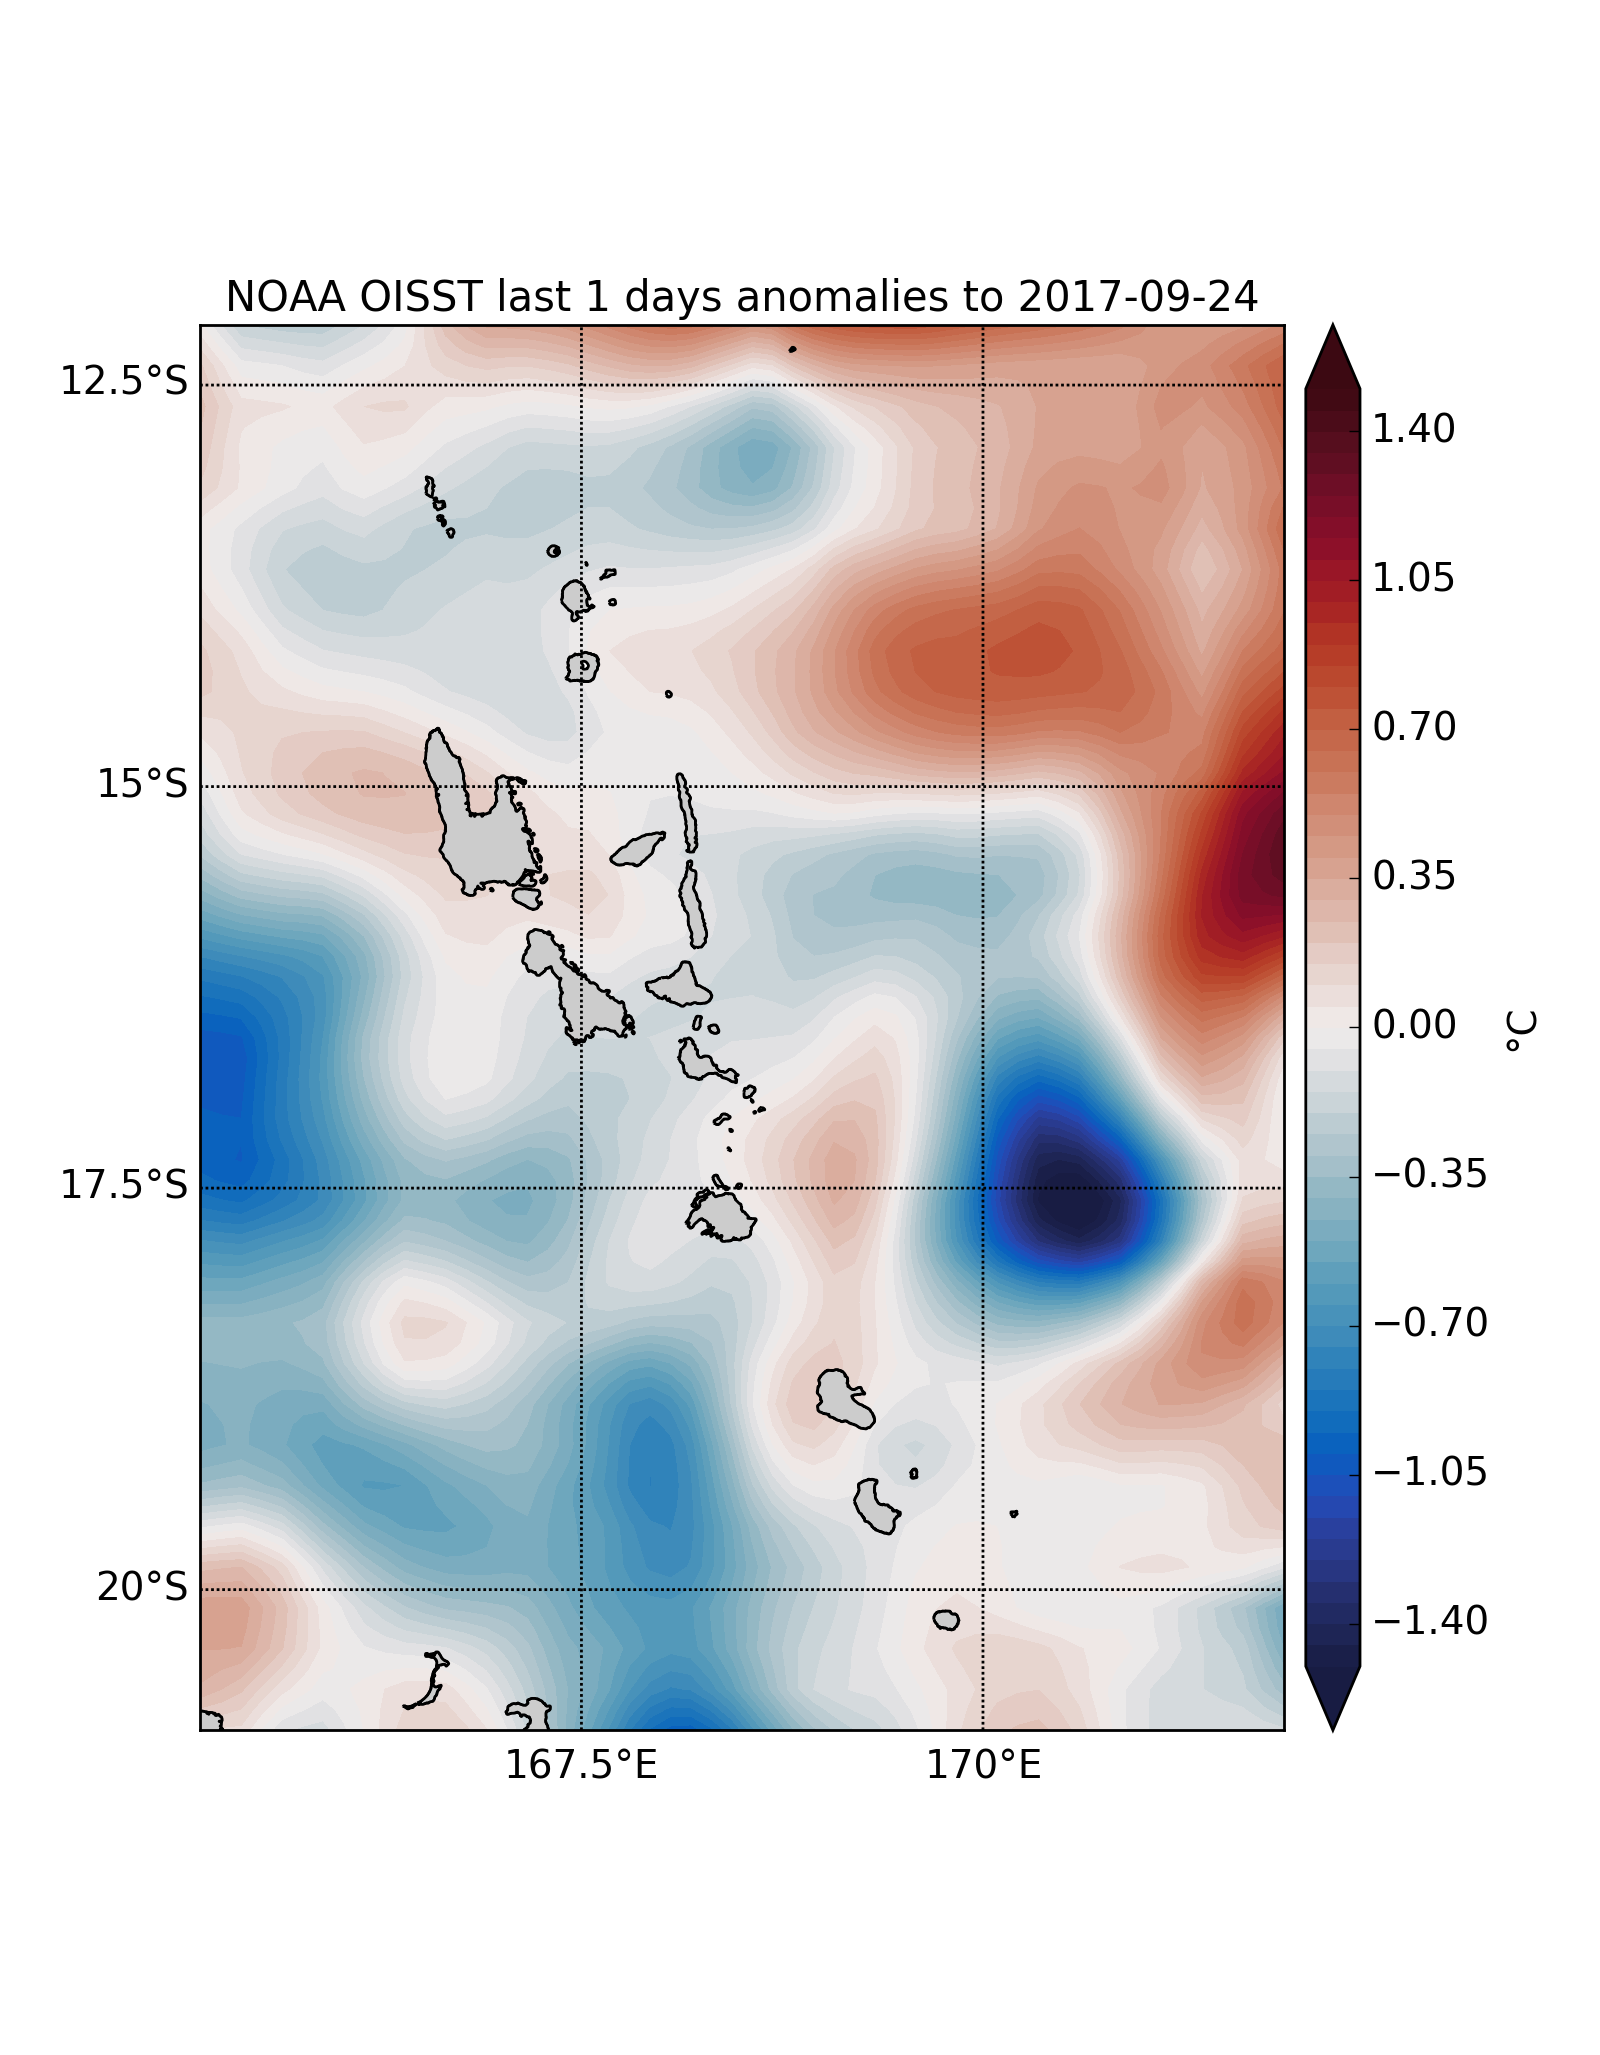 NOAA OISST last 1 days anomalies to 2017-09-24
12.5°S
15°S
17.5°S
20°S
167.5°E
170°E
1.40
1.05
0.70
0.35
0.00
−0.35
−0.70
−1.05
−1.40
°C